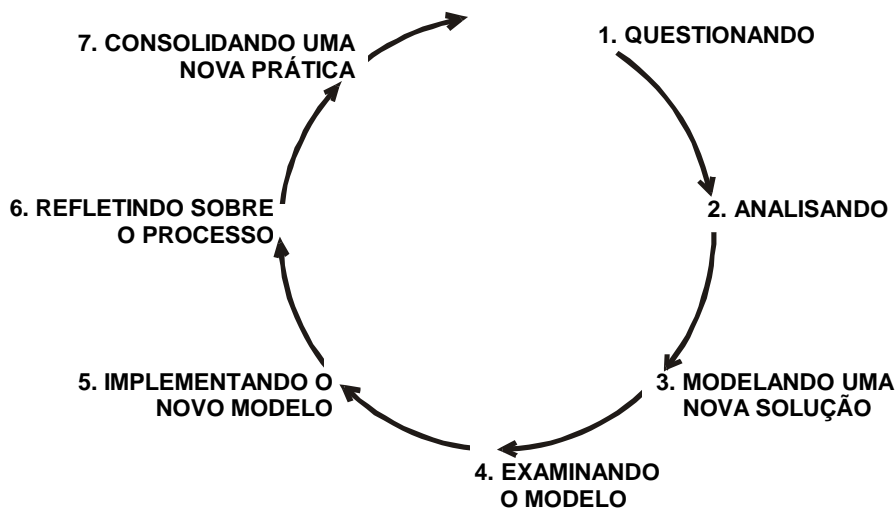 1. QUESTIONANDO
2. ANALISANDO
3. MODELANDO UMA
NOVA SOLUÇÃO
4. EXAMINANDO
O MODELO
5. IMPLEMENTANDO O
NOVO MODELO
6. REFLETINDO SOBRE
O PROCESSO
7. CONSOLIDANDO UMA
NOVA PRÁTICA